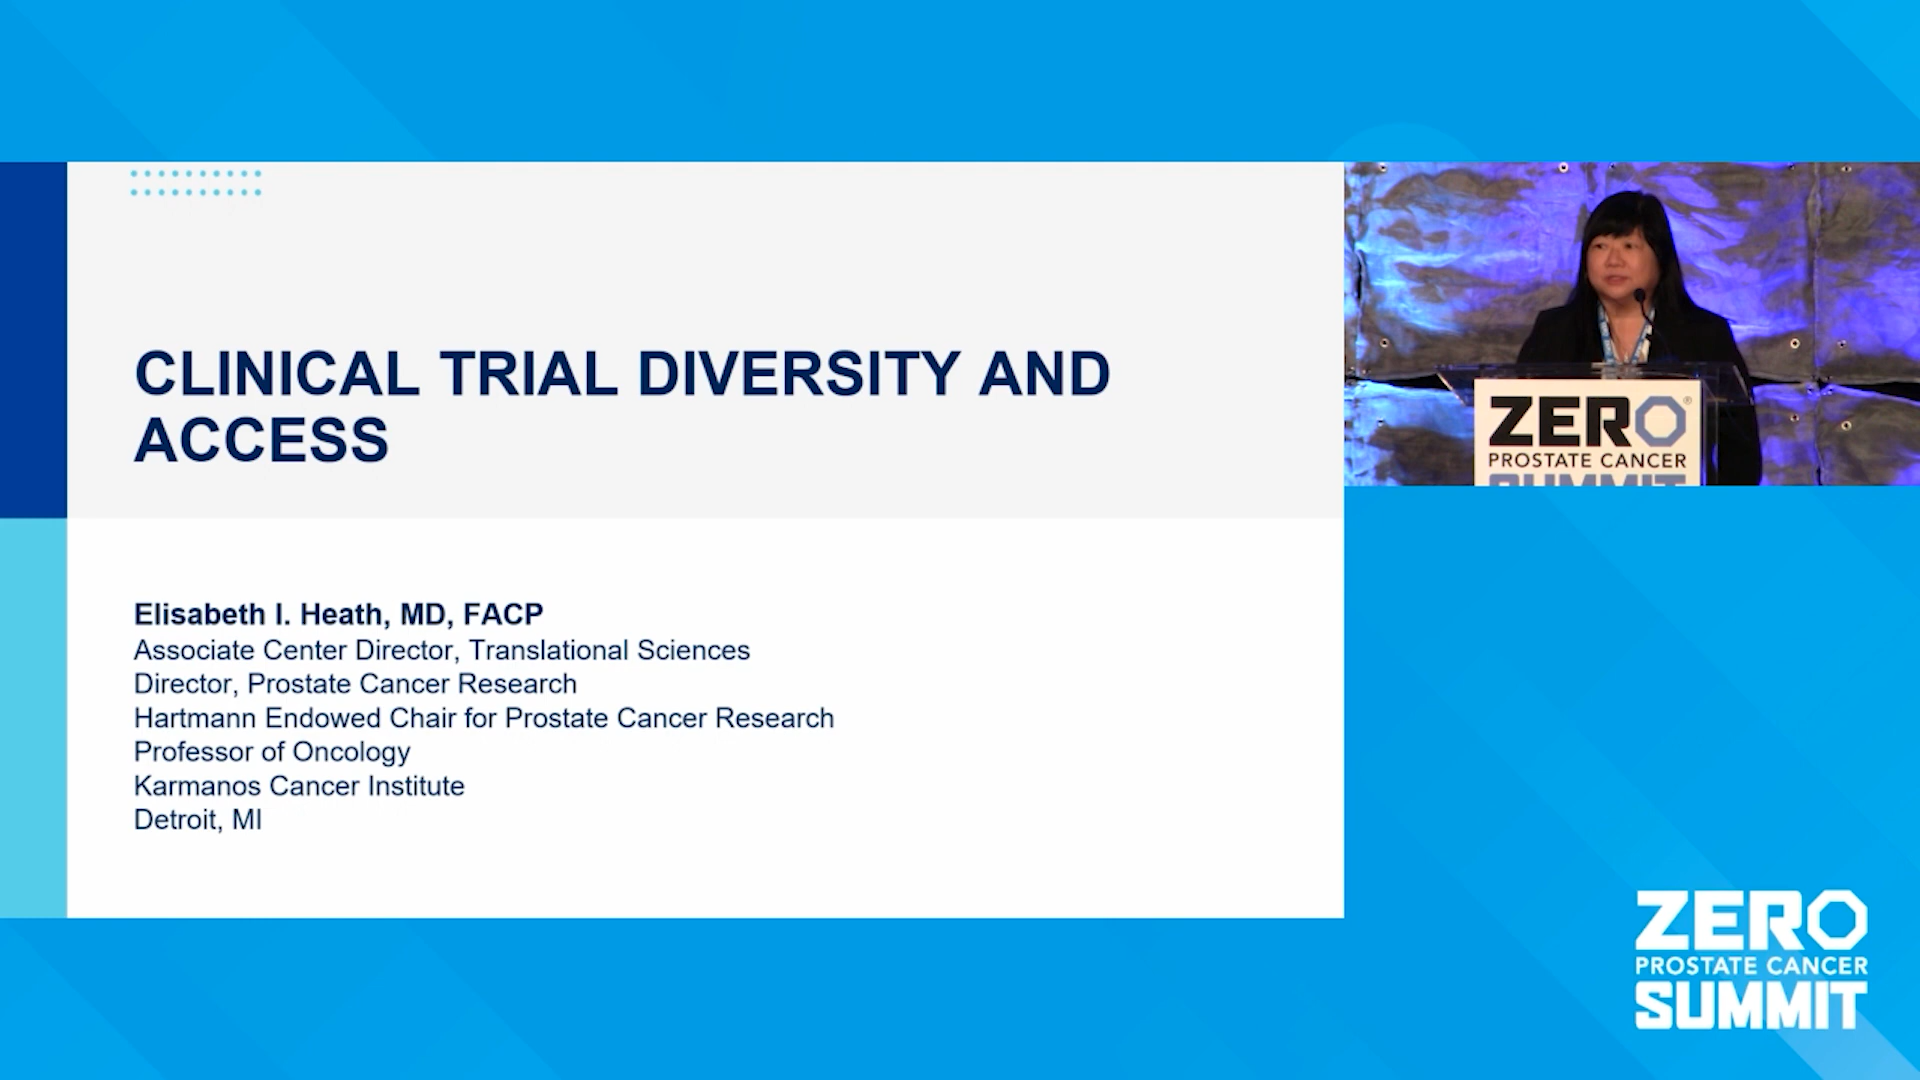 CLINICAL TRIAL DIVERSITY AND
ACCESS
Elisabeth I. Heath, MD, FACP
Associate Center Director, Translational Sciences
Director, Prostate Cancer Research
Hartmann Endowed Chair for Prostate Cancer Research
Professor of Oncology
Karmanos Cancer Institute
Detroit, MI
ZERO®
PROSTATE CANCER
SUMMIT
ZERO
PROSTATE CANCER
SUMMIT